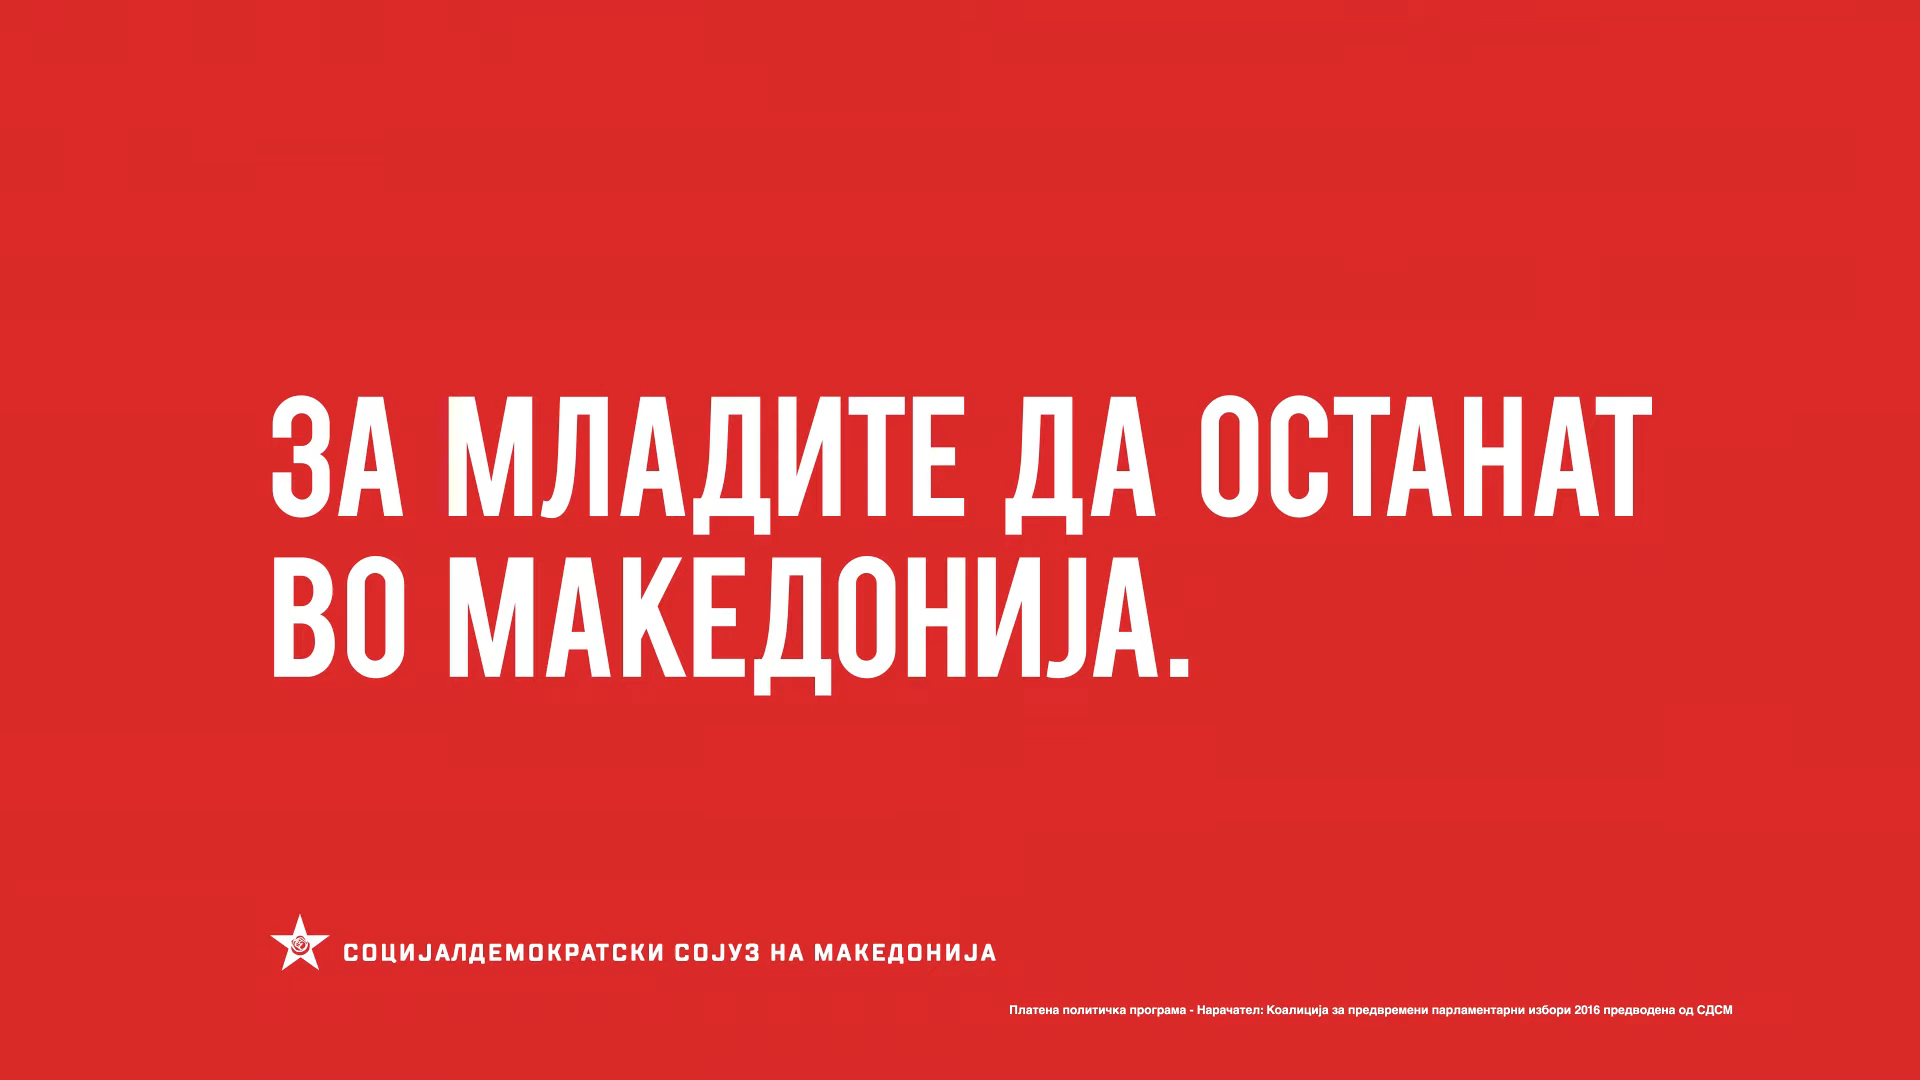 ЗА МЛАДИТЕ ДА ОСТАНАТ
ВО МАКЕДОНИЈА.
СОЦИЈАЛДЕМОКРАТСКИ СОЈУЗ НА МАКЕДОНИЈА
Платена политичка програма - Нарачател: Коалиција за предвремени парламентарни избори 2016 предводена од СДСМ